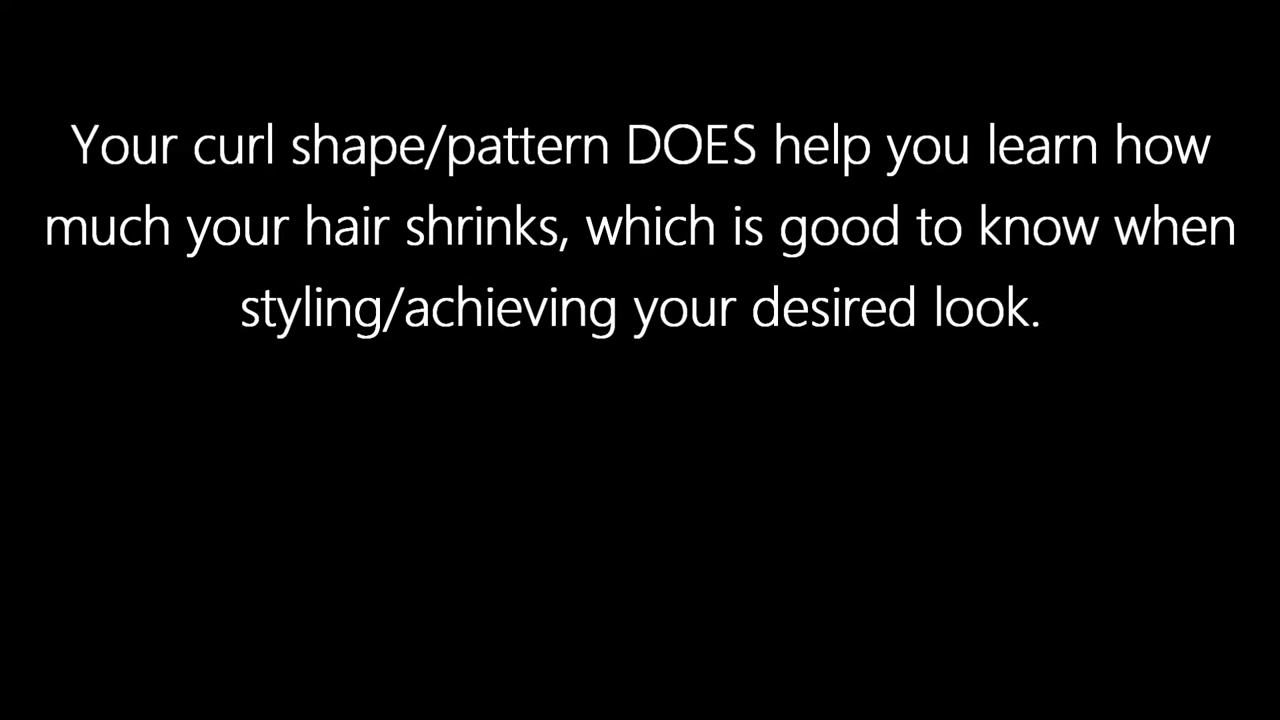 Your curl shape/pattern DOES help you learn how
much your hair shrinks, which is good to know when
styling/achieving your desired look.